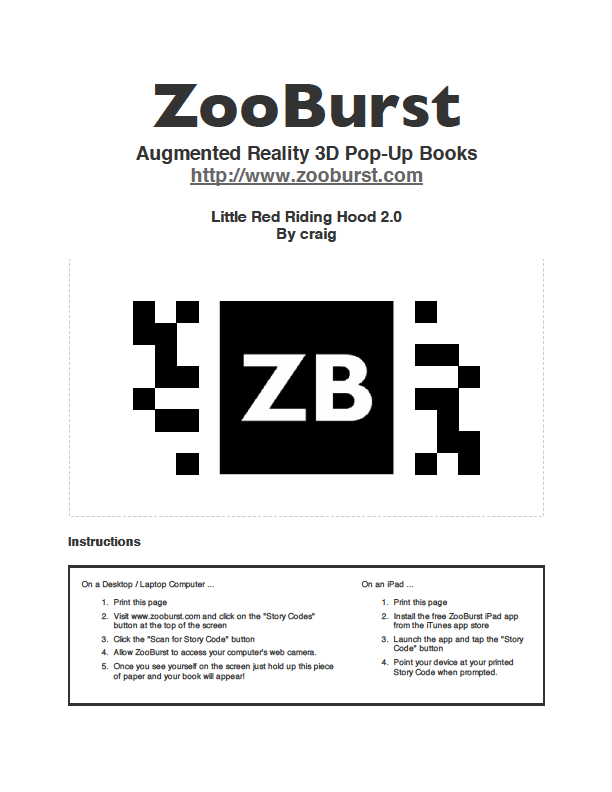 ZooBurst
Augmented Reality 3D Pop-Up Books
http://www.zooburst.com
Little Red Riding Hood 2.0
By craig
ZB
Instructions
On a Desktop / Laptop Computer ...
1. Print this page
2. Visit www.zooburst.com and click on the "Story Codes"
button at the top of the screen
3. Click the "Scan for Story Code" button
4. Allow ZooBurst to access your computer's web camera.
5. Once you see yourself on the screen just hold up this piece
of paper and your book will appear!
On an iPad ...
1. Print this page
2. Install the free ZooBurst iPad app
from the iTunes app store
3. Launch the app and tap the "Story
Code" button
4. Point your device at your printed
Story Code when prompted.